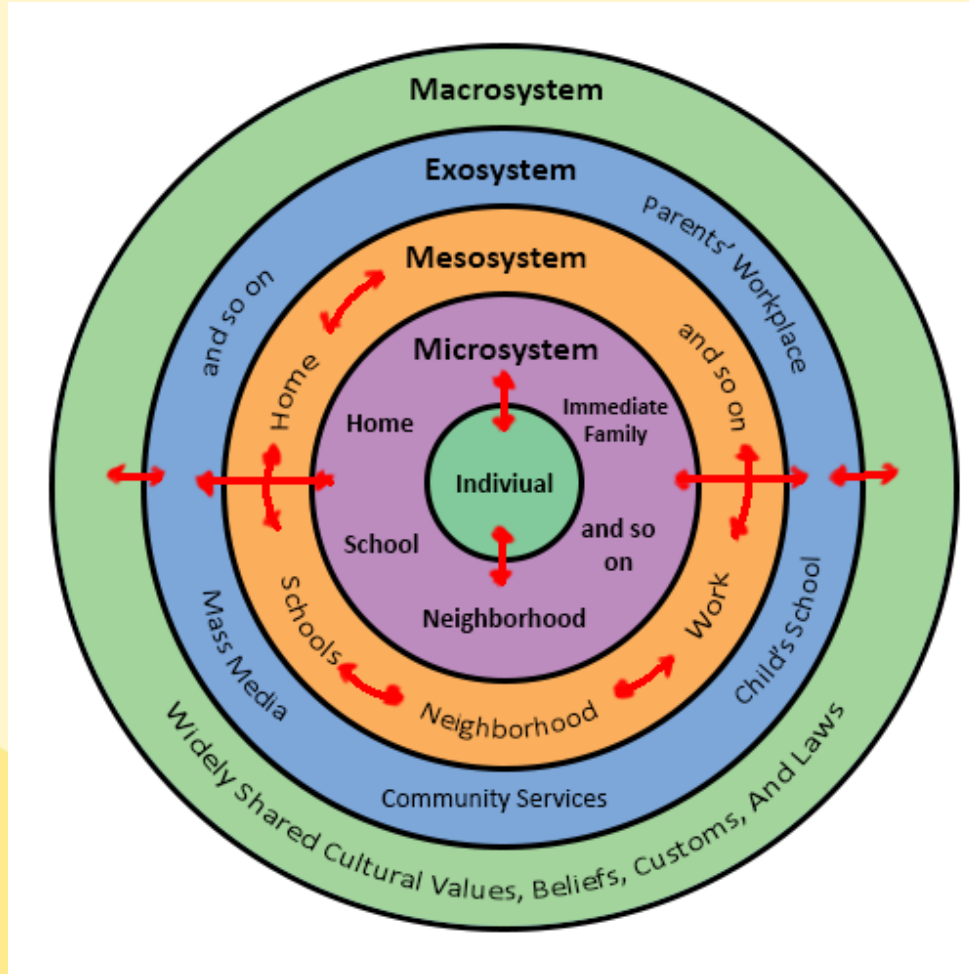 Macrosystem
Exosystem
Parents' Workplace
Mesosystem
and so on
and so on
Home
Microsystem
Home
Immediate
Family
Indiviual
School
and so
on
Neighborhood
Schools
Neighborhood
Work
Mass Media
Community Services
Child's School
Widely Shared Cultural Values, Beliefs, Customs, And Laws